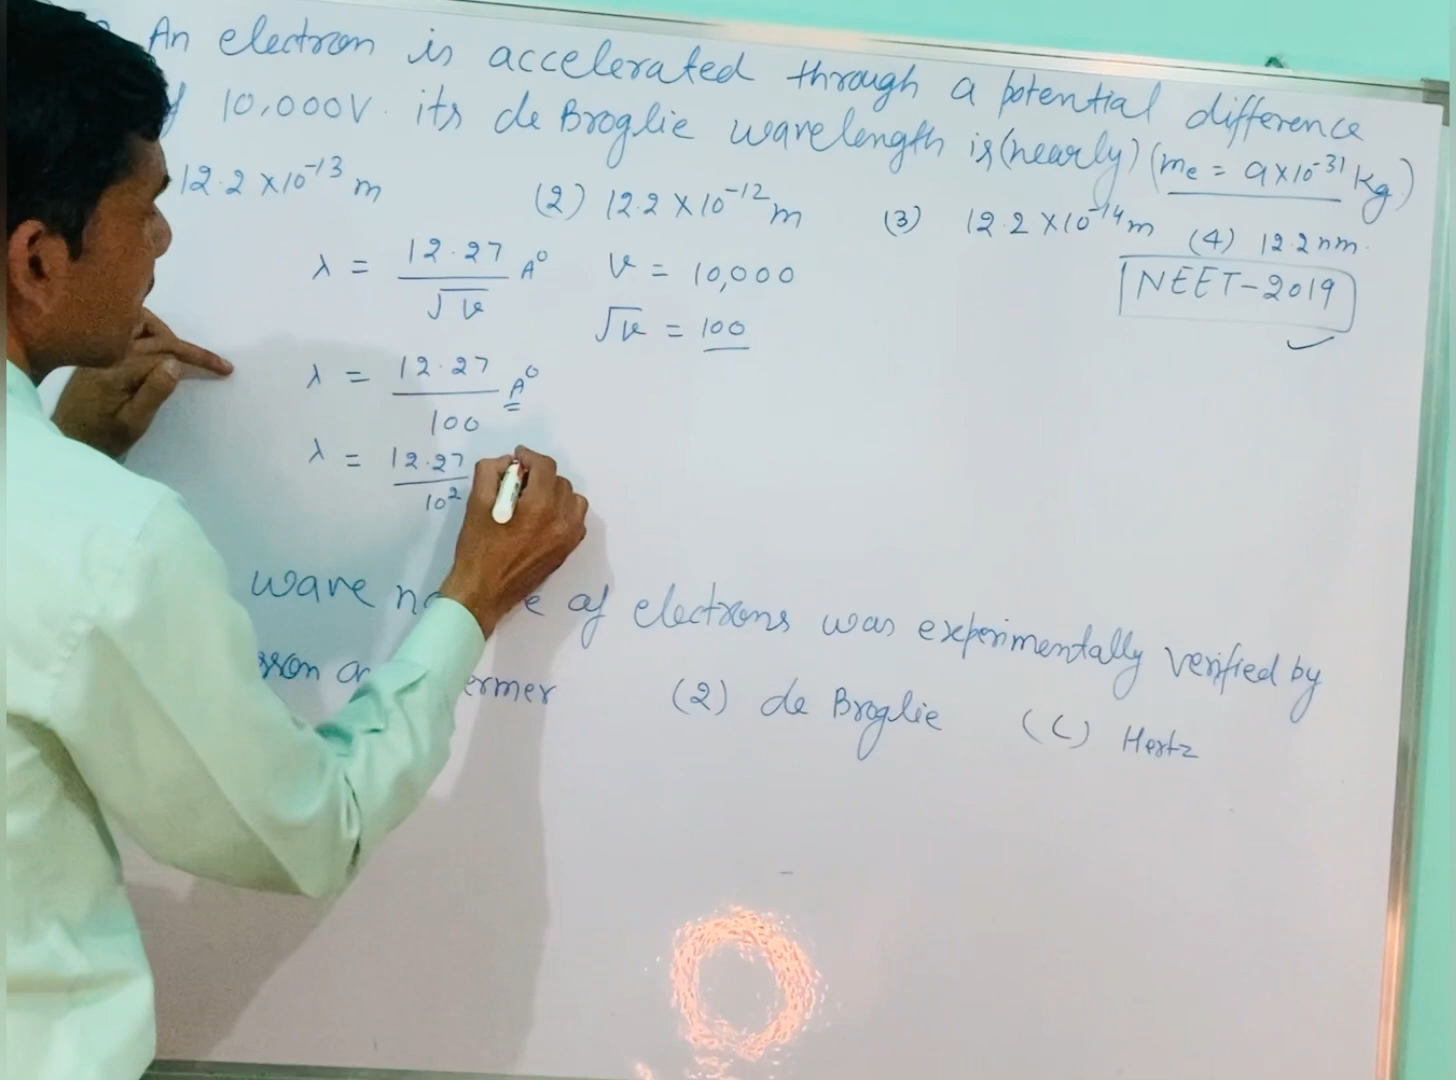 An electron is accelerated through a potential difference
10,000V. its de Broglie wavelength is (nearly) (me = 9×10^-31 Kg)
12.2 ×10^-13 m (2) 12.2 ×10^-12 m (3) 12.2 ×10^-14 m (4) 12.2 nm.
NEET-2019
λ = 12.27/√v A° v = 10,000
√v = 100
λ = 12.27/100 A°
λ = 12.27/10^2
wave of electrons was experimentally verified by
(2) de Broglie (C) Hertz